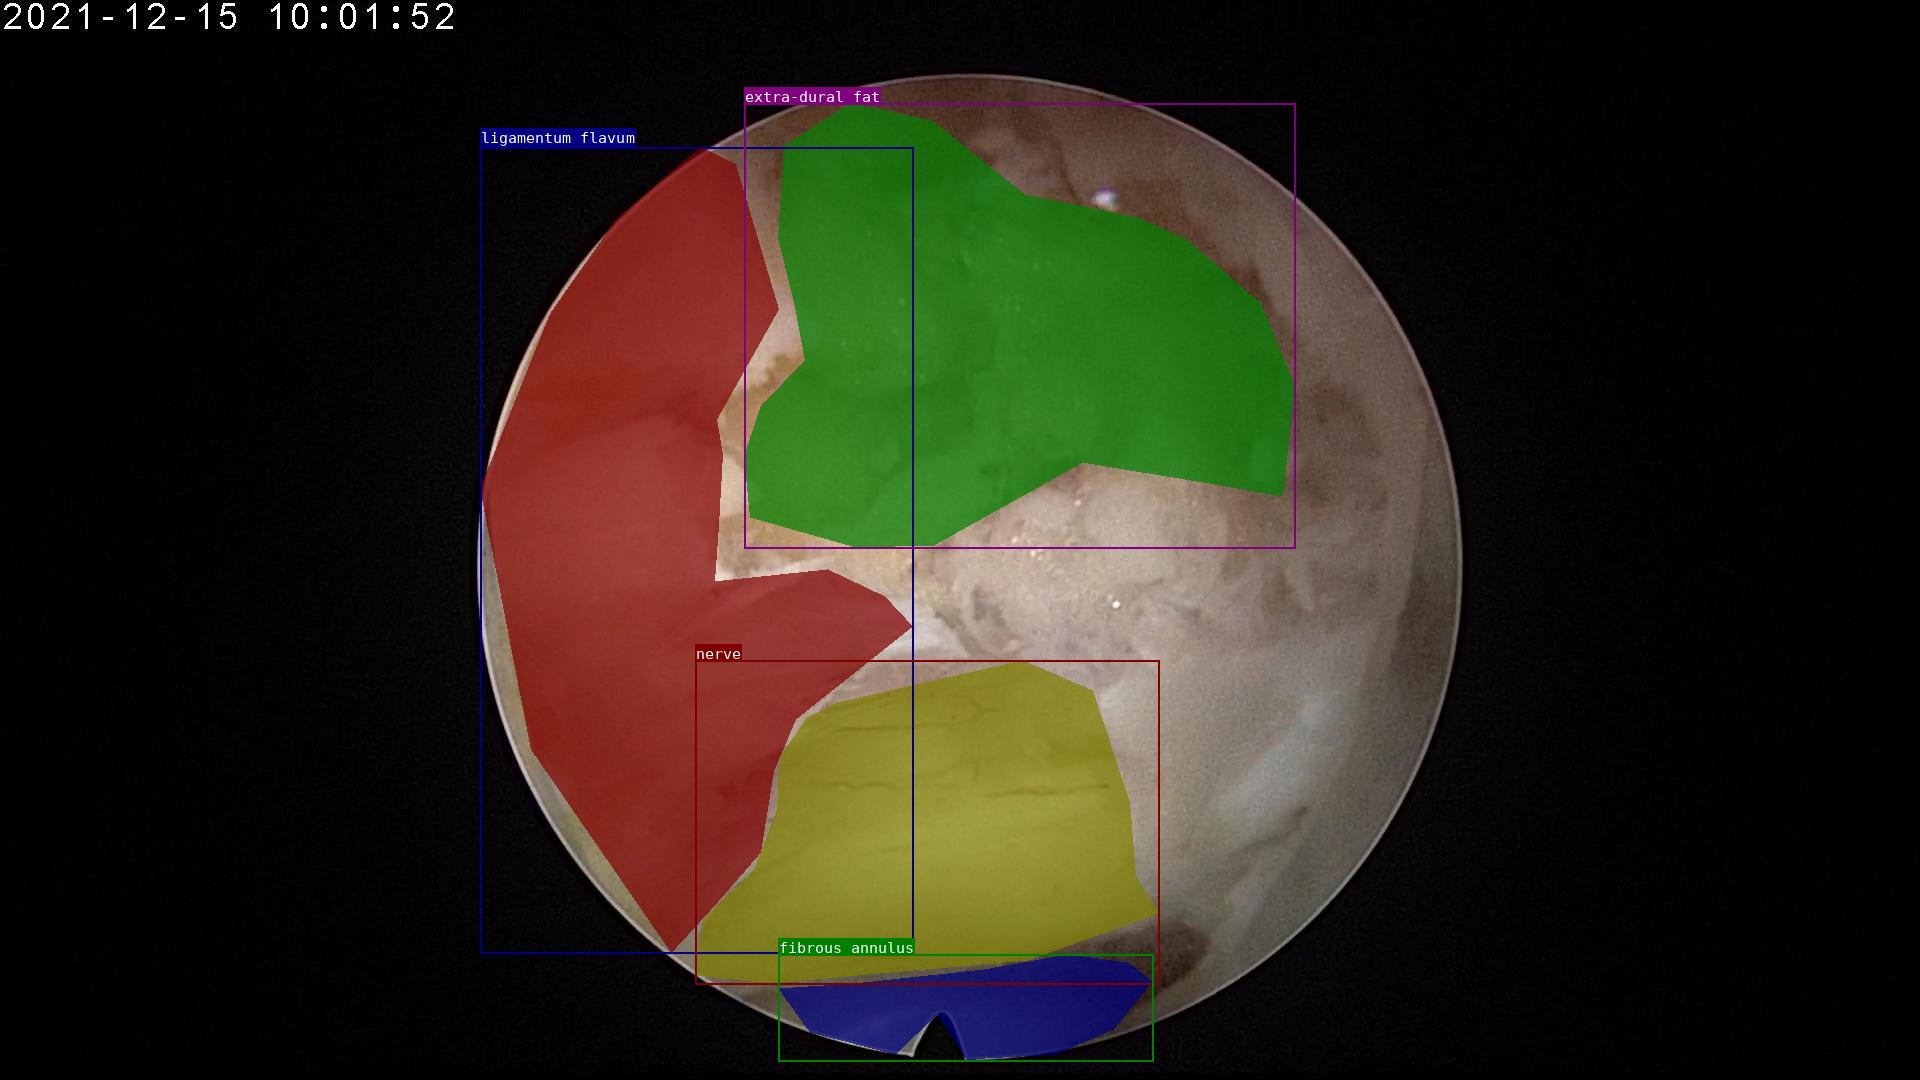 2021-12-15 10:01:52
extra-dural fat
ligamentum flavum
nerve
fibrous annulus